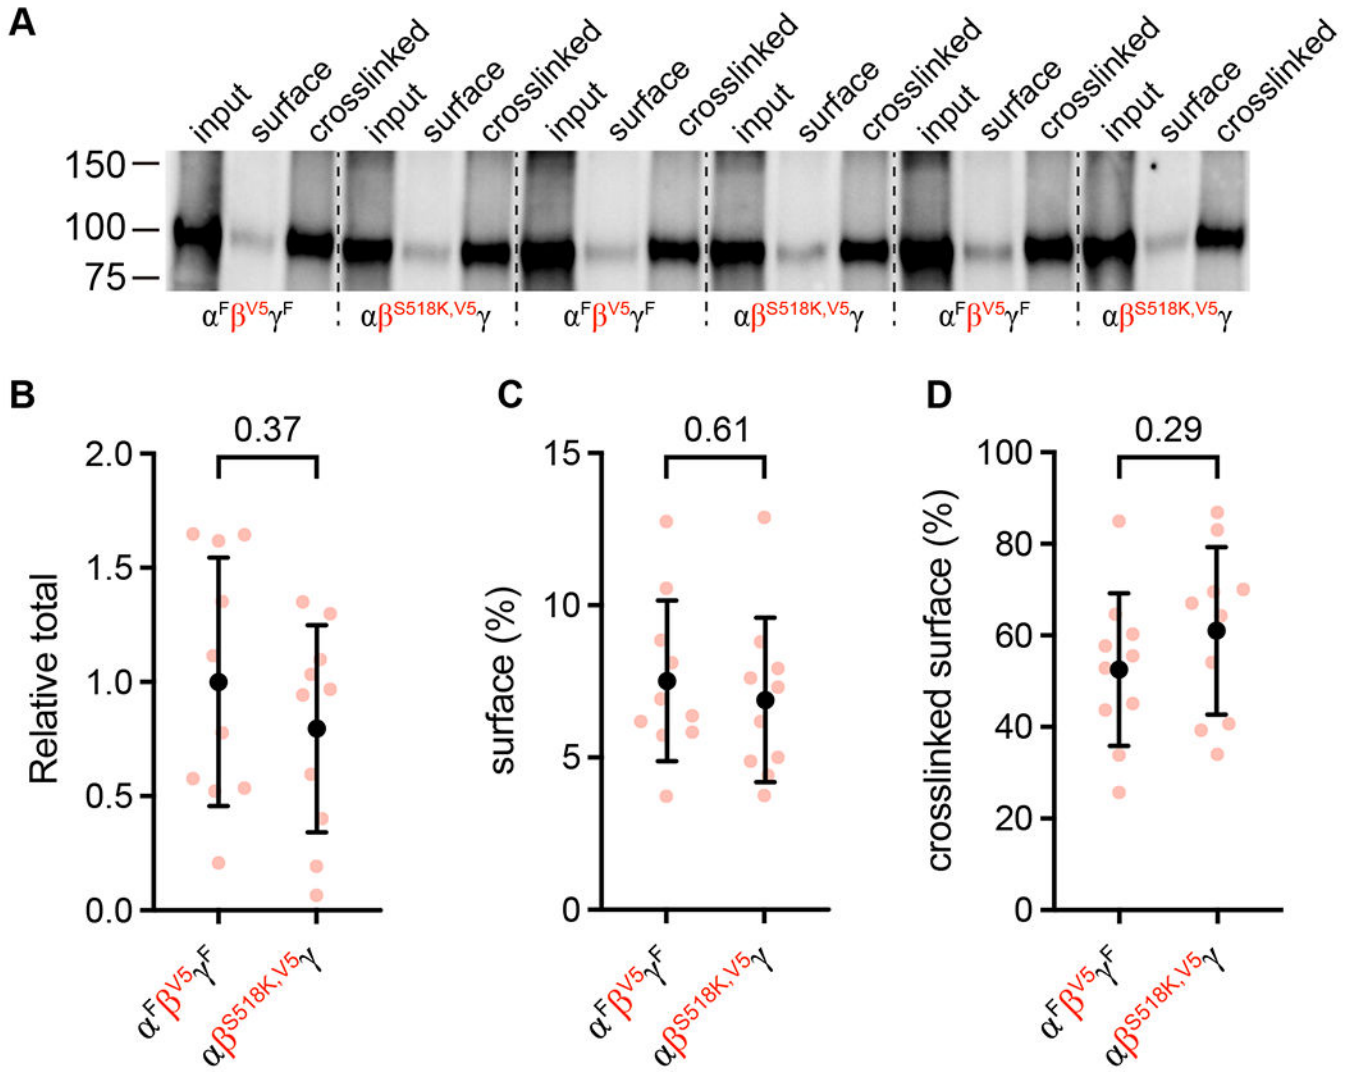 A
input surface crosslinked input surface crosslinked input surface crosslinked input surface crosslinked input surface crosslinked input surface crosslinked
150
100
75
αFβV5γF αβS518K,V5γ αFβV5γF αβS518K,V5γ αFβV5γF αβS518K,V5γ
B
0.37
2.0
1.5
1.0
0.5
0.0
Relative total
αFβV5γF
αβS518K,V5γ
C
0.61
15
10
5
0
surface (%)
αFβV5γF
αβS518K,V5γ
D
0.29
100
80
60
40
20
0
crosslinked surface (%)
αFβV5γF
αβS518K,V5γ